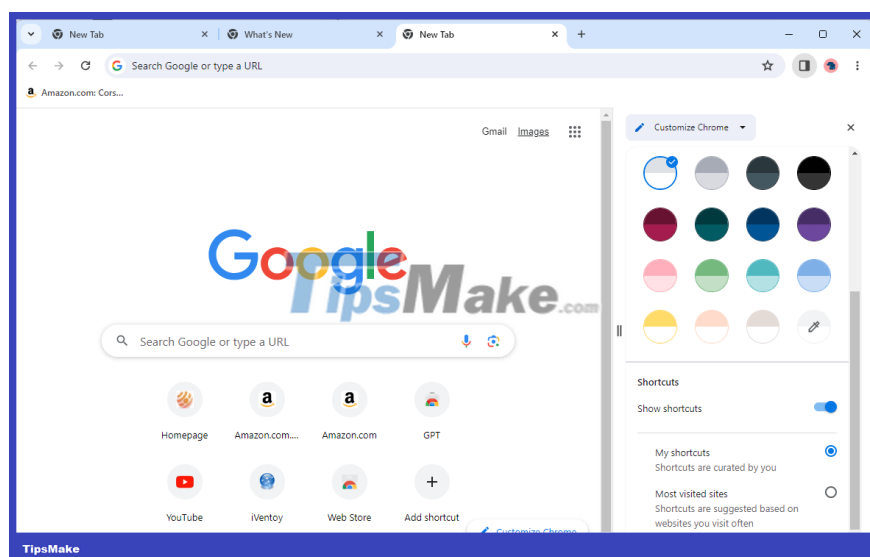 New Tab
What's New
New Tab
Search Google or type a URL
Amazon.com: Cors...
Gmail Images
Customize Chrome
Google
TipsMake.com
Search Google or type a URL
Homepage Amazon.com.... Amazon.com GPT
YouTube iVentoy Web Store Add shortcut
Customize Chrome
Shortcuts
Show shortcuts
My shortcuts
Shortcuts are curated by you
Most visited sites
Shortcuts are suggested based on
websites you visit often
TipsMake